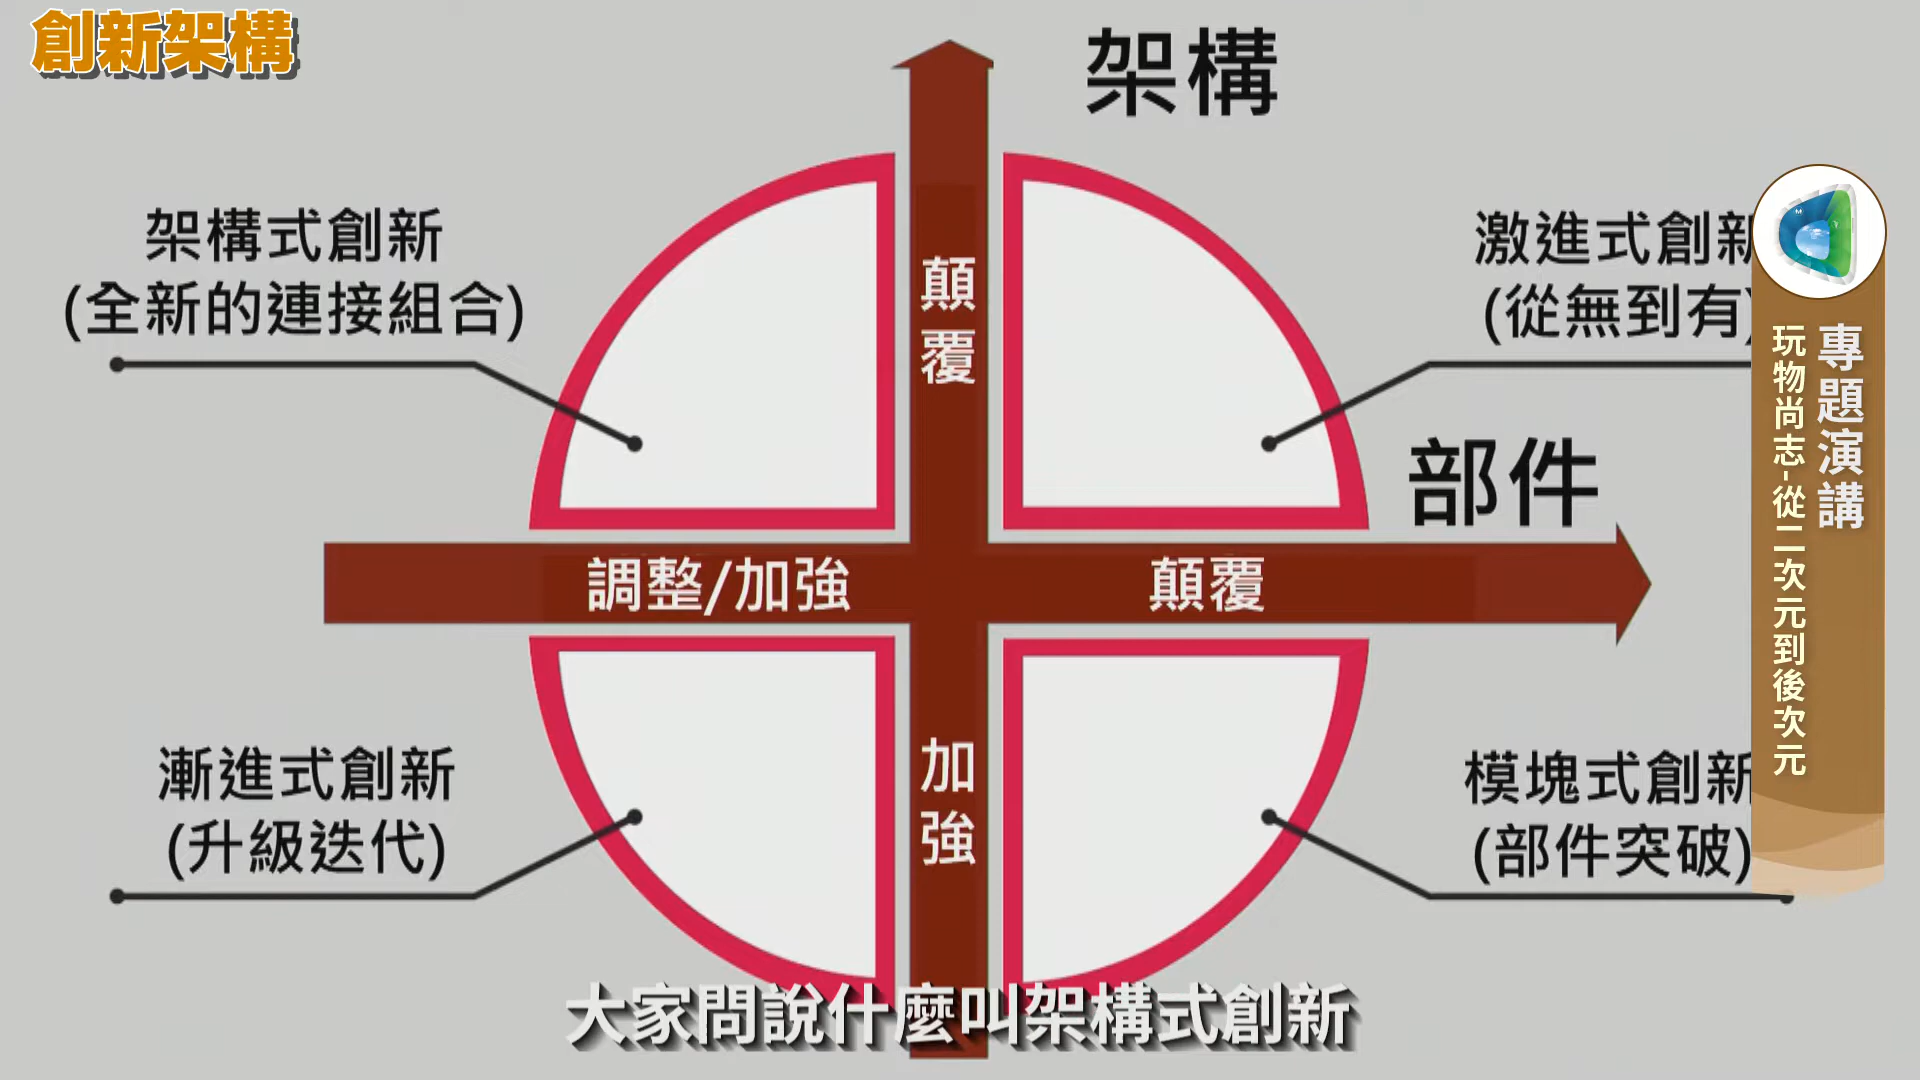 創新架構
架構
架構式創新
(全新的連接組合)
激進式創新
(從無到有)
顛覆
部件
調整/加強
顛覆
漸進式創新
(升級迭代)
加強
模塊式創新
(部件突破)
專題演講
玩物尚志-從二次元到後次元
大家問說什麼叫架構式創新